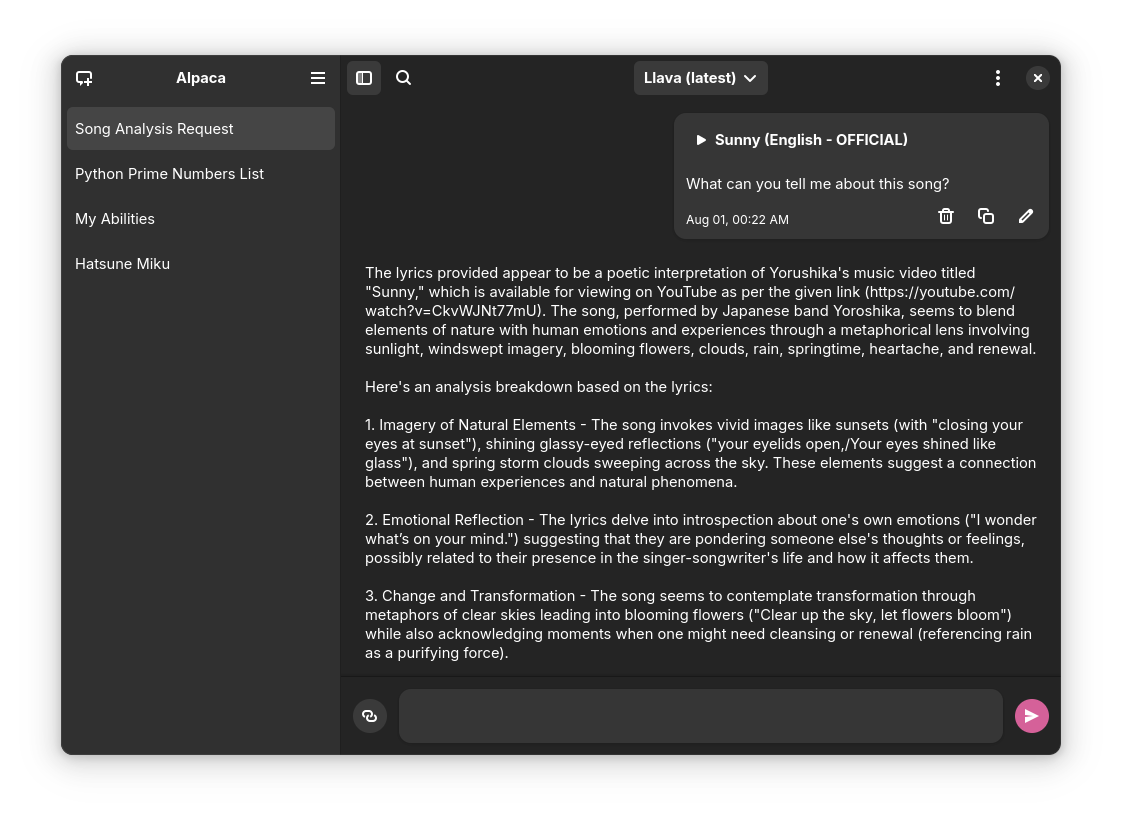 Alpaca
Song Analysis Request
Python Prime Numbers List
My Abilities
Hatsune Miku
Llava (latest)
Sunny (English - OFFICIAL)
What can you tell me about this song?
Aug 01, 00:22 AM
The lyrics provided appear to be a poetic interpretation of Yorushika's music video titled
"Sunny," which is available for viewing on YouTube as per the given link (https://youtube.com/
watch?v=CkvWJNt77mU). The song, performed by Japanese band Yoroshika, seems to blend
elements of nature with human emotions and experiences through a metaphorical lens involving
sunlight, windswept imagery, blooming flowers, clouds, rain, springtime, heartache, and renewal.
Here's an analysis breakdown based on the lyrics:
1. Imagery of Natural Elements - The song invokes vivid images like sunsets (with "closing your
eyes at sunset"), shining glassy-eyed reflections ("your eyelids open,/Your eyes shined like
glass"), and spring storm clouds sweeping across the sky. These elements suggest a connection
between human experiences and natural phenomena.
2. Emotional Reflection - The lyrics delve into introspection about one's own emotions ("I wonder
what’s on your mind.") suggesting that they are pondering someone else's thoughts or feelings,
possibly related to their presence in the singer-songwriter's life and how it affects them.
3. Change and Transformation - The song seems to contemplate transformation through
metaphors of clear skies leading into blooming flowers ("Clear up the sky, let flowers bloom")
while also acknowledging moments when one might need cleansing or renewal (referencing rain
as a purifying force).